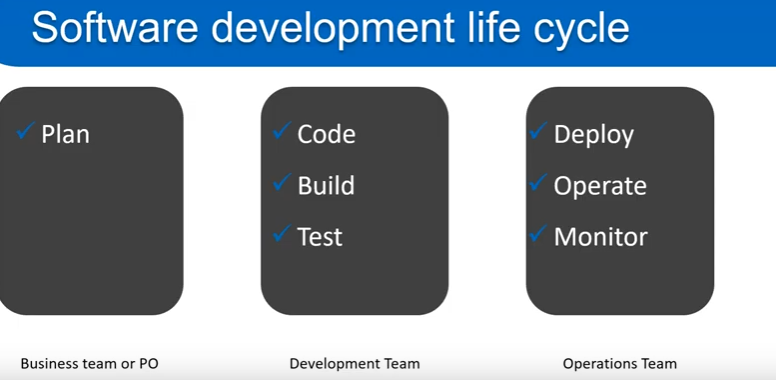 Software development life cycle
Plan
Code
Build
Test
Deploy
Operate
Monitor
Business team or PO
Development Team
Operations Team